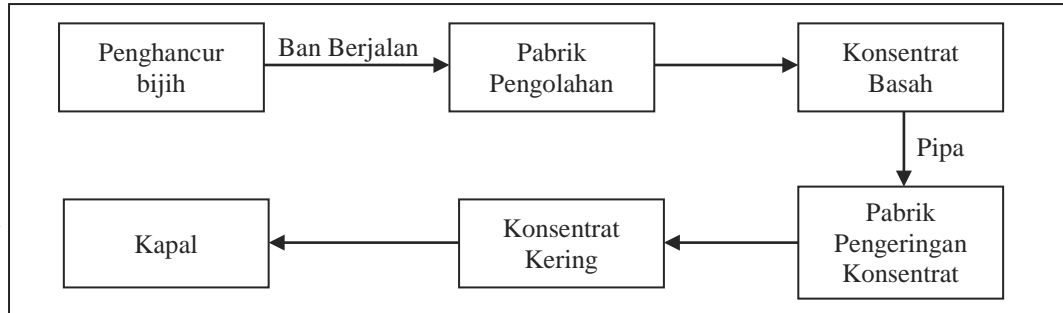 Penghancur
bijih
Ban Berjalan
Pabrik
Pengolahan
Konsentrat
Basah
Pipa
Pabrik
Pengeringan
Konsentrat
Konsentrat
Kering
Kapal